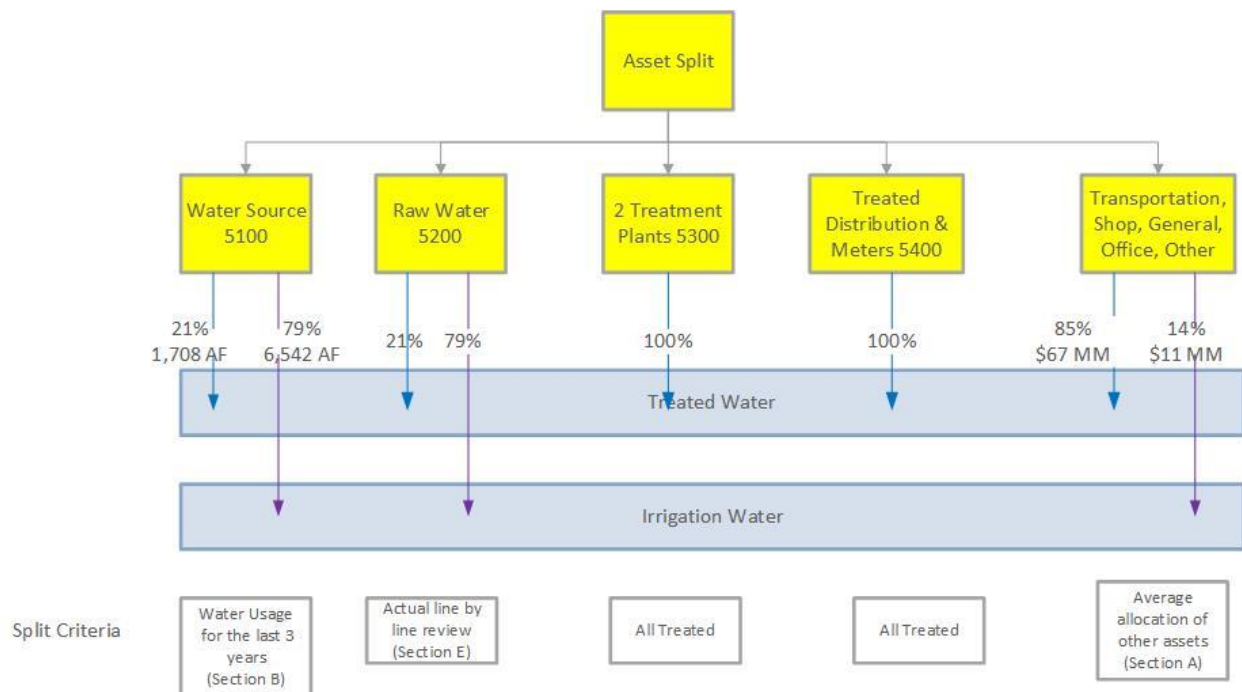 Asset Split
Water Source
5100
Raw Water
5200
2 Treatment
Plants 5300
Treated
Distribution &
Meters 5400
Transportation,
Shop, General,
Office, Other
21%
1,708 AF
79%
6,542 AF
21%
79%
100%
100%
85%
$67 MM
14%
$11 MM
Treated Water
Irrigation Water
Split Criteria
Water Usage
for the last 3
years
(Section B)
Actual line by
line review
(Section E)
All Treated
All Treated
Average
allocation of
other assets
(Section A)